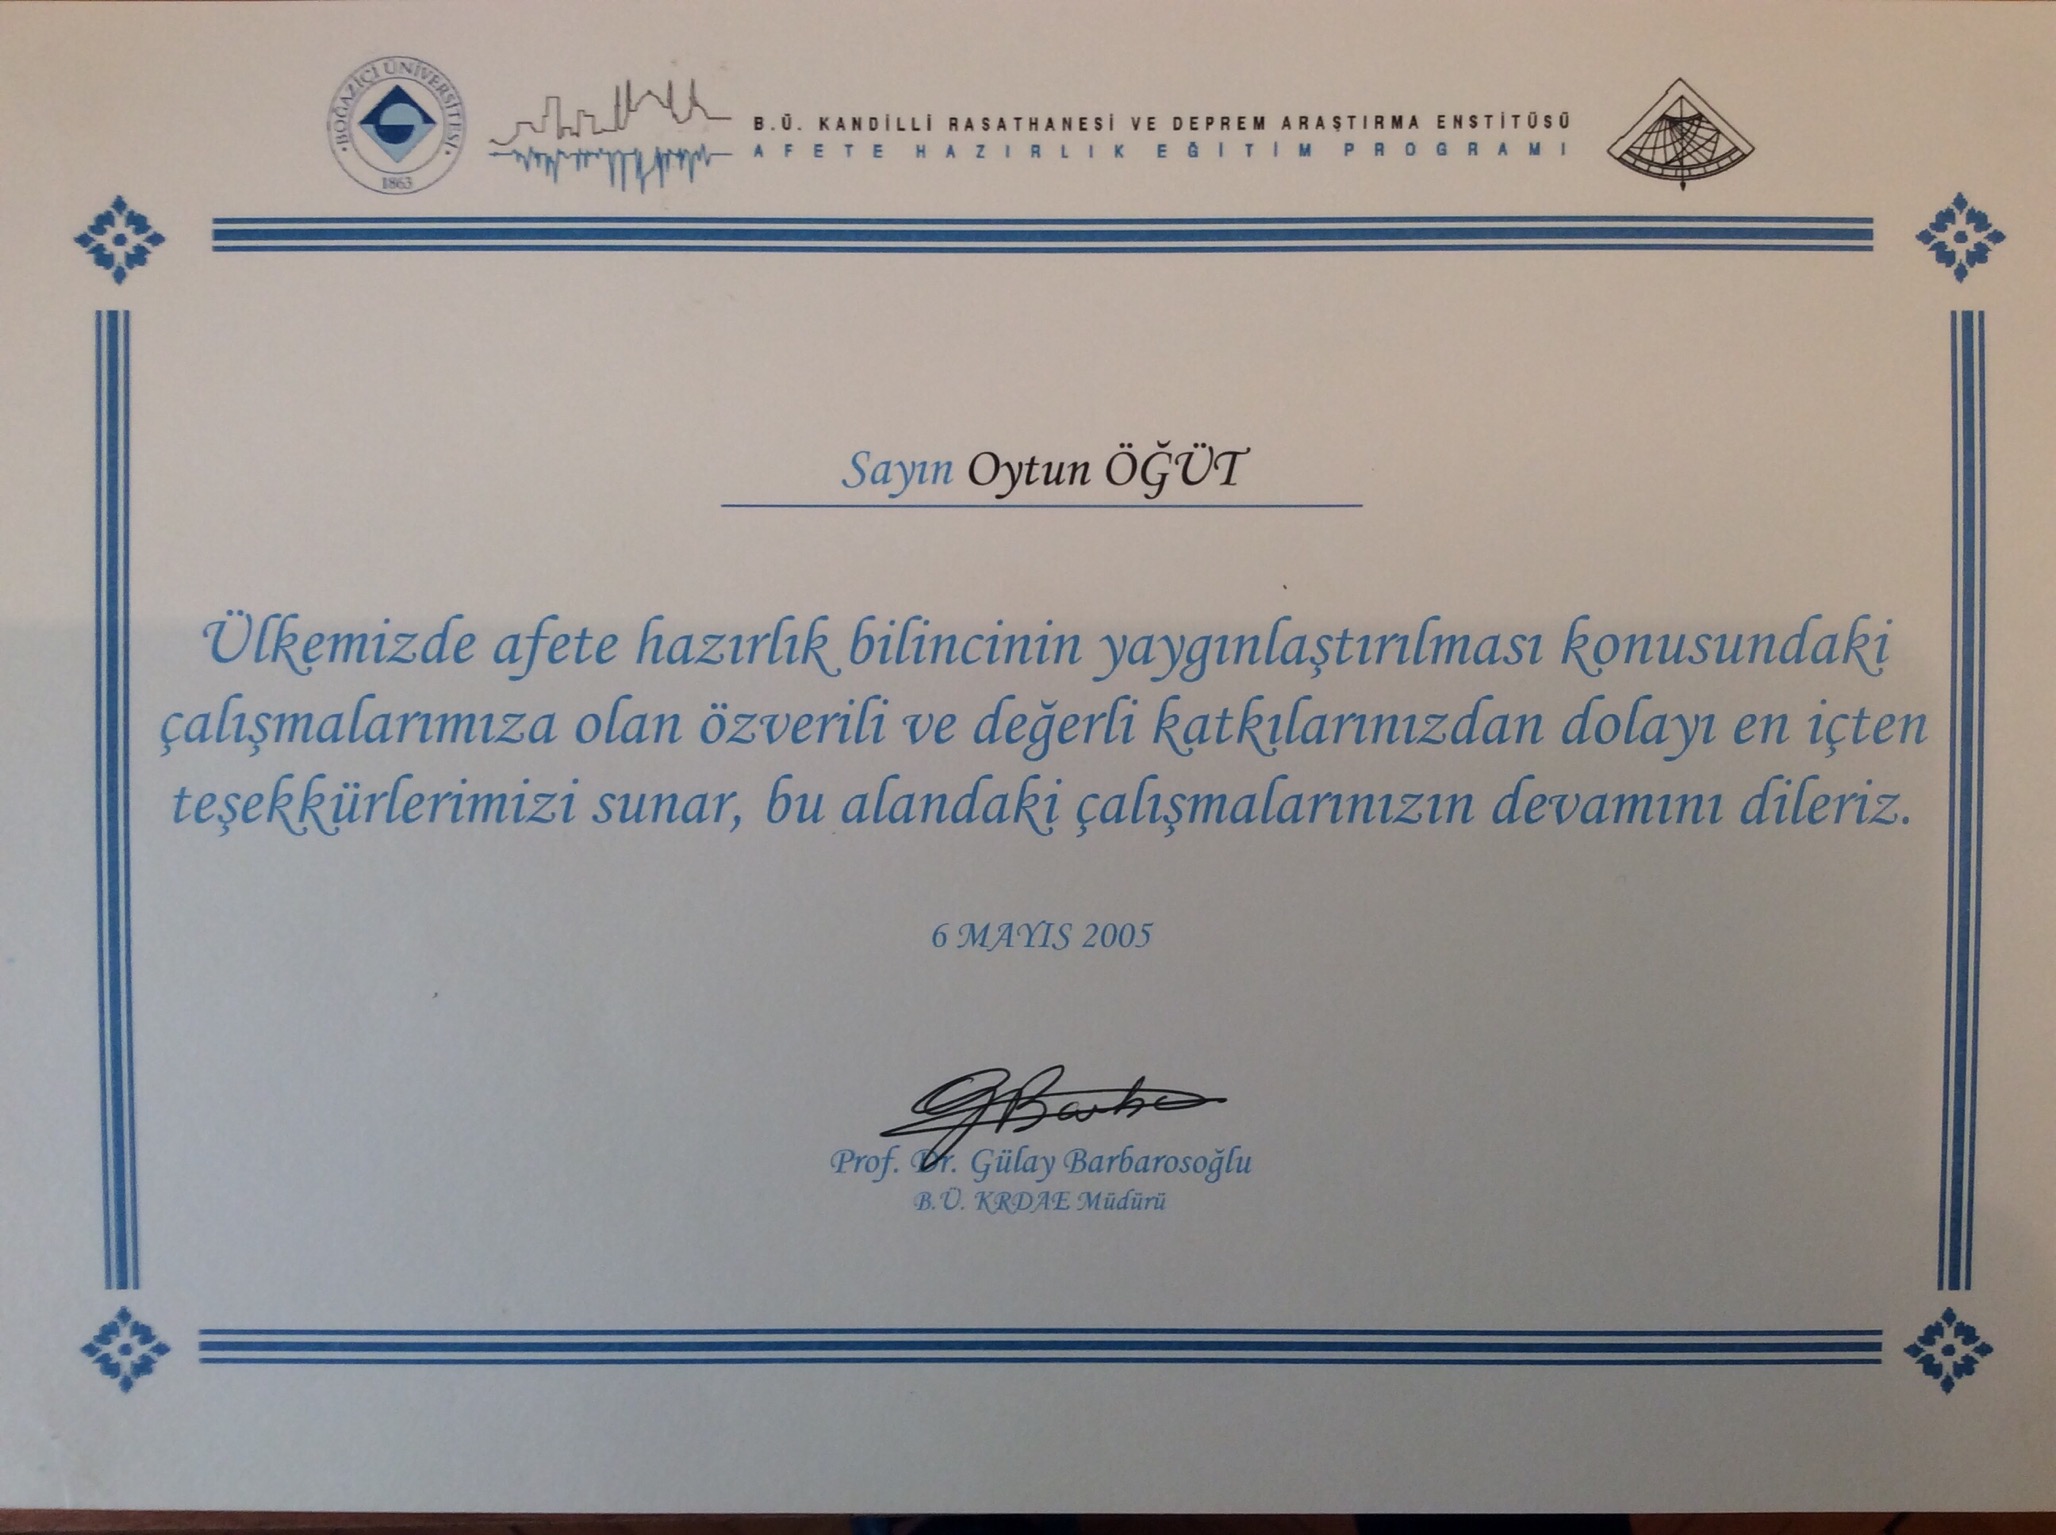 BOĞAZİÇİ ÜNİVERSİTESİ
1863
B.Ü. KANDİLLİ RASATHANESİ VE DEPREM ARAŞTIRMA ENSTİTÜSÜ
AFETE HAZIRLIK EĞİTİM PROGRAMI
Sayın Oytun ÖĞÜT
Ülkemizde afete hazırlık bilincinin yaygınlaştırılması konusundaki
çalışmalarımıza olan özverili ve değerli katkılarınızdan dolayı en içten
teşekkürlerimizi sunar, bu alandaki çalışmalarınızın devamını dileriz.
6 MAYIS 2005
Prof. Dr. Gülay Barbarosoğlu
B.Ü. KRDAE Müdürü